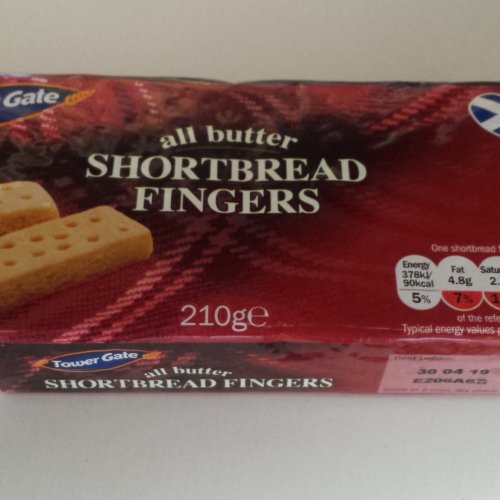 Gate
all butter
SHORTBREAD
FINGERS
One shortbread
Energy
378kJ/
90kcal
5%
Fat
4.8g
7%
210g℮
of the
Typical energy values
Tower Gate
all butter
SHORTBREAD FINGERS
Best before:
30 04 19